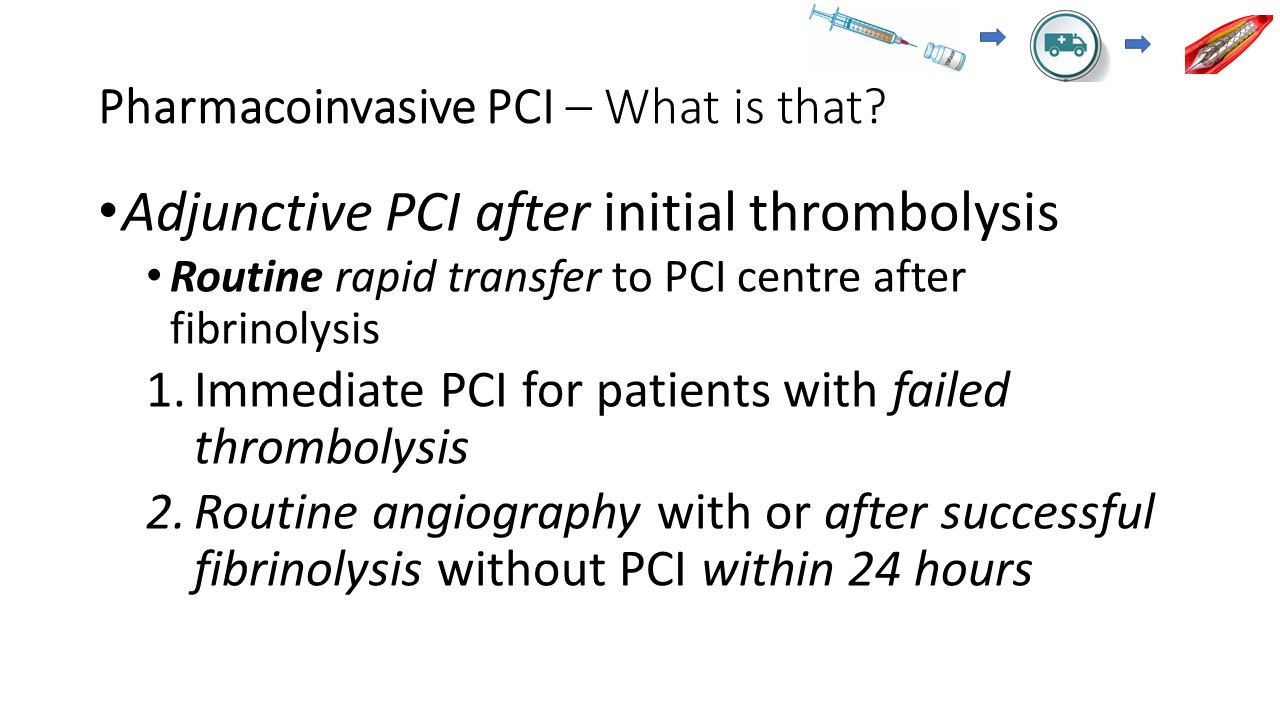 Pharmacoinvasive PCI – What is that?
•Adjunctive PCI after initial thrombolysis
•Routine rapid transfer to PCI centre after
fibrinolysis
1. Immediate PCI for patients with failed
thrombolysis
2. Routine angiography with or after successful
fibrinolysis without PCI within 24 hours